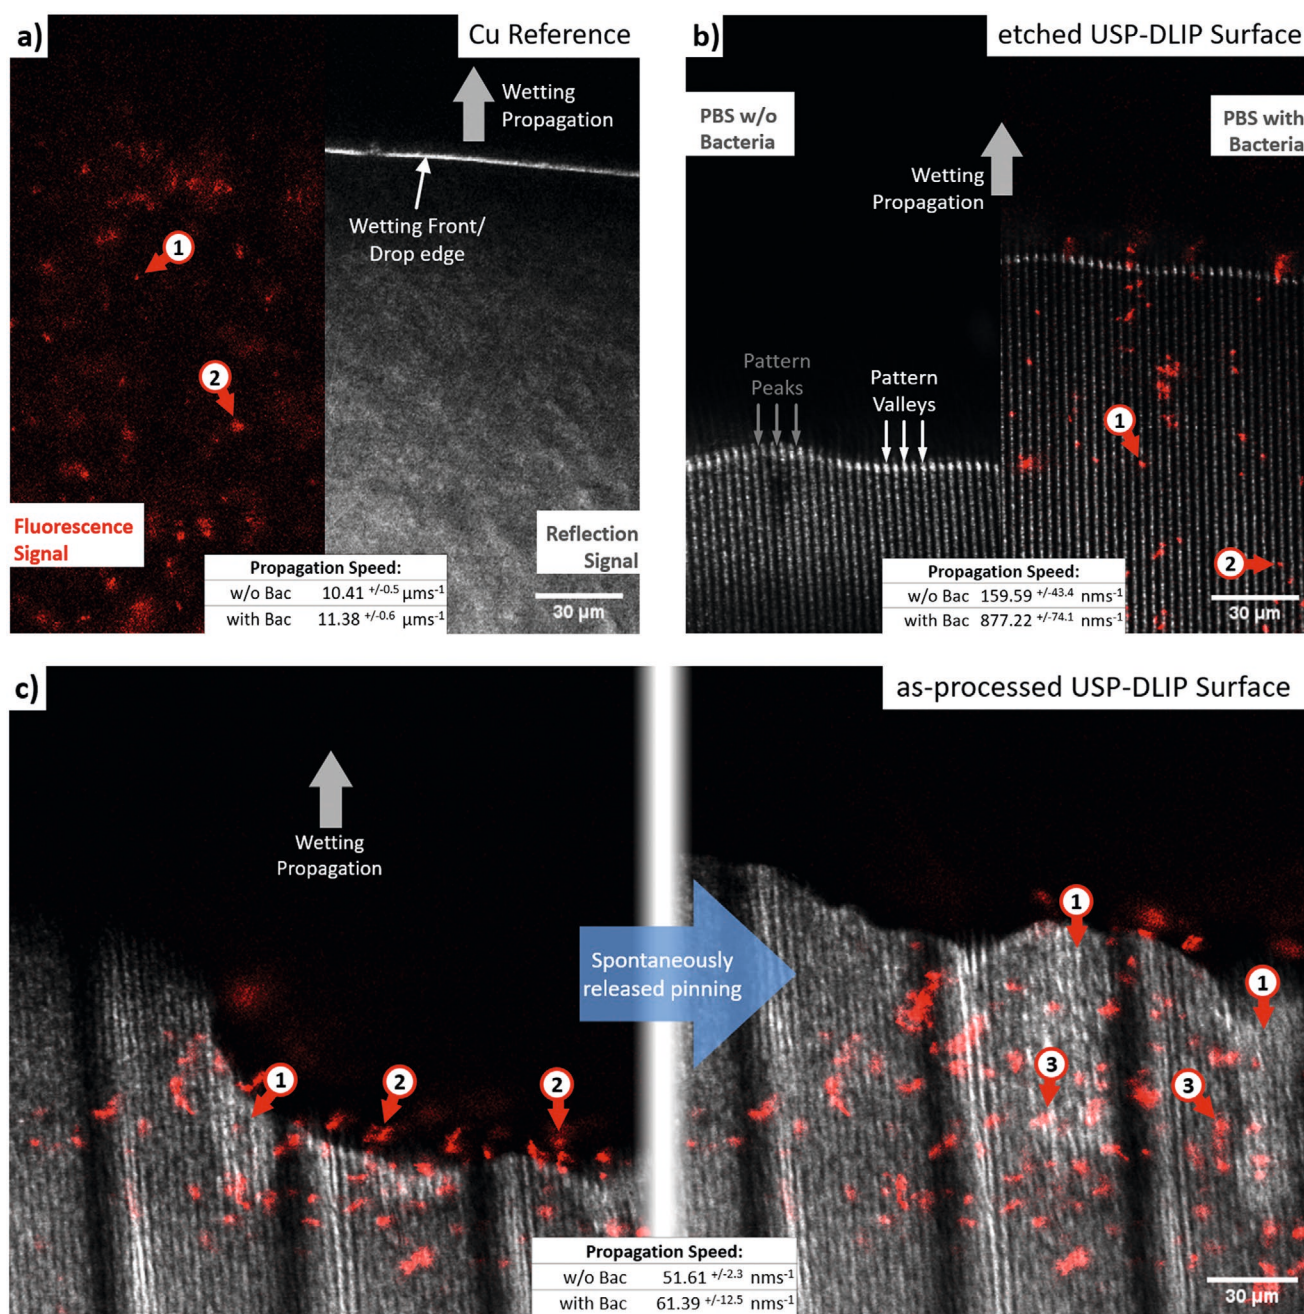 a)
Cu Reference
Wetting
Propagation
1
Wetting Front/
Drop edge
2
Fluorescence
Signal
Reflection
Signal
Propagation Speed:
w/o Bac 10.41 +/-0.5 μms-1
with Bac 11.38 +/-0.6 μms-1
30 μm
b)
etched USP-DLIP Surface
PBS w/o
Bacteria
PBS with
Bacteria
Wetting
Propagation
Pattern
Peaks
Pattern
Valleys
1
2
Propagation Speed:
w/o Bac 159.59 +/-43.4 nms-1
with Bac 877.22 +/-74.1 nms-1
30 μm
c)
as-processed USP-DLIP Surface
Wetting
Propagation
1
2
2
Spontaneously
released pinning
1
1
3
3
Propagation Speed:
w/o Bac 51.61 +/-2.3 nms-1
with Bac 61.39 +/-12.5 nms-1
30 μm